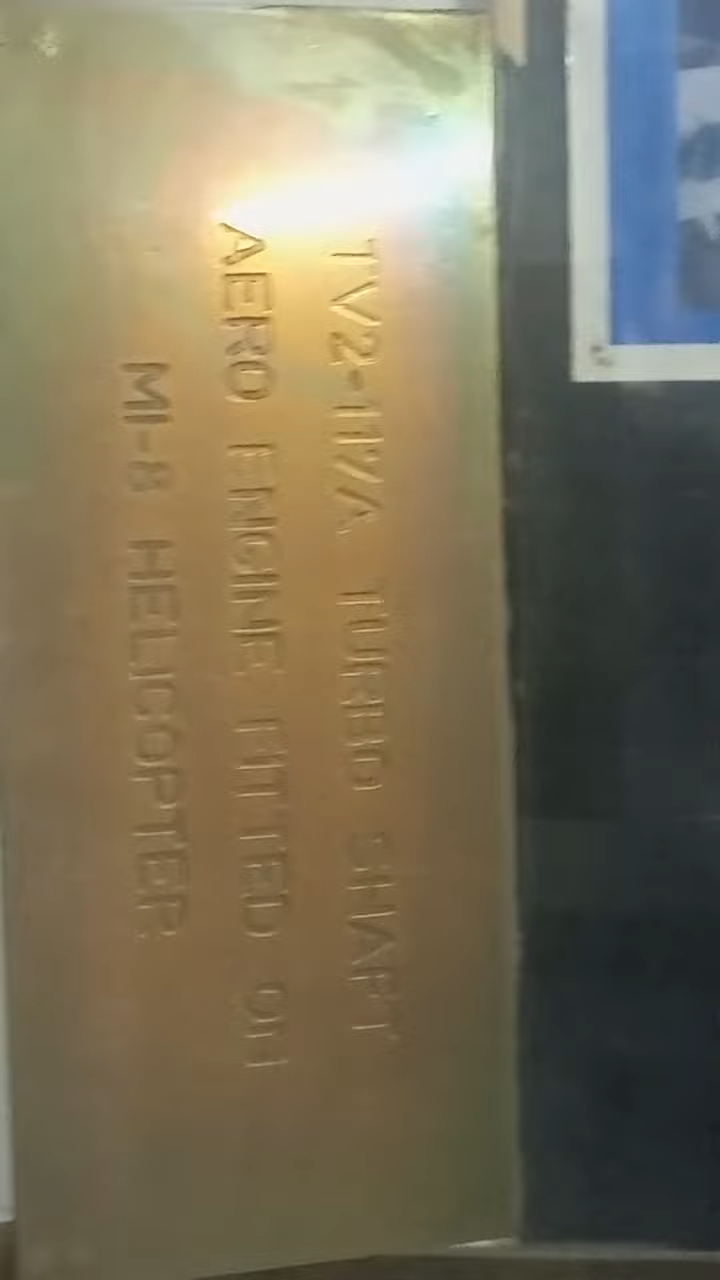 TV2-117A TURBO SHAFT
AERO ENGINE FITTED ON
MI-8 HELICOPTER